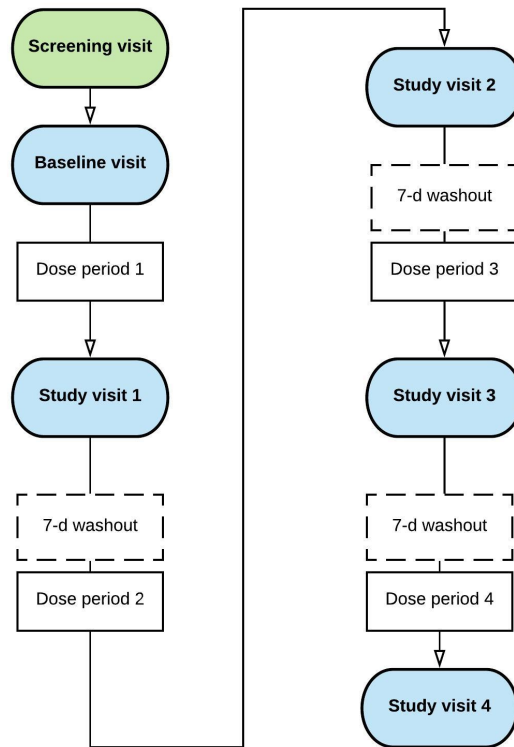 Screening visit
Baseline visit
Dose period 1
Study visit 1
7-d washout
Dose period 2
Study visit 2
7-d washout
Dose period 3
Study visit 3
7-d washout
Dose period 4
Study visit 4